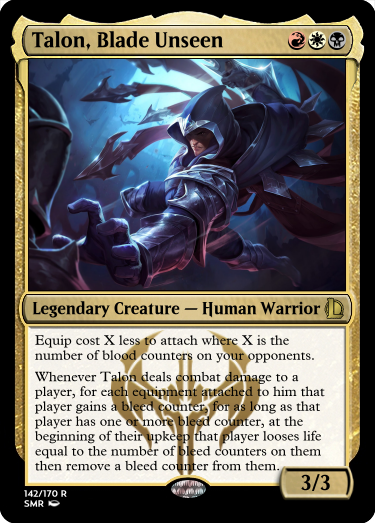 Talon, Blade Unseen
Legendary Creature — Human Warrior
Equip cost X less to attach where X is the
number of blood counters on your opponents.
Whenever Talon deals combat damage to a
player, for each equipment attached to him that
player gains a bleed counter, for as long as that
player has one or more bleed counter, at the
beginning of their upkeep that player looses life
equal to the number of bleed counters on them
then remove a bleed counter from them.
3/3
142/170 R
SMR